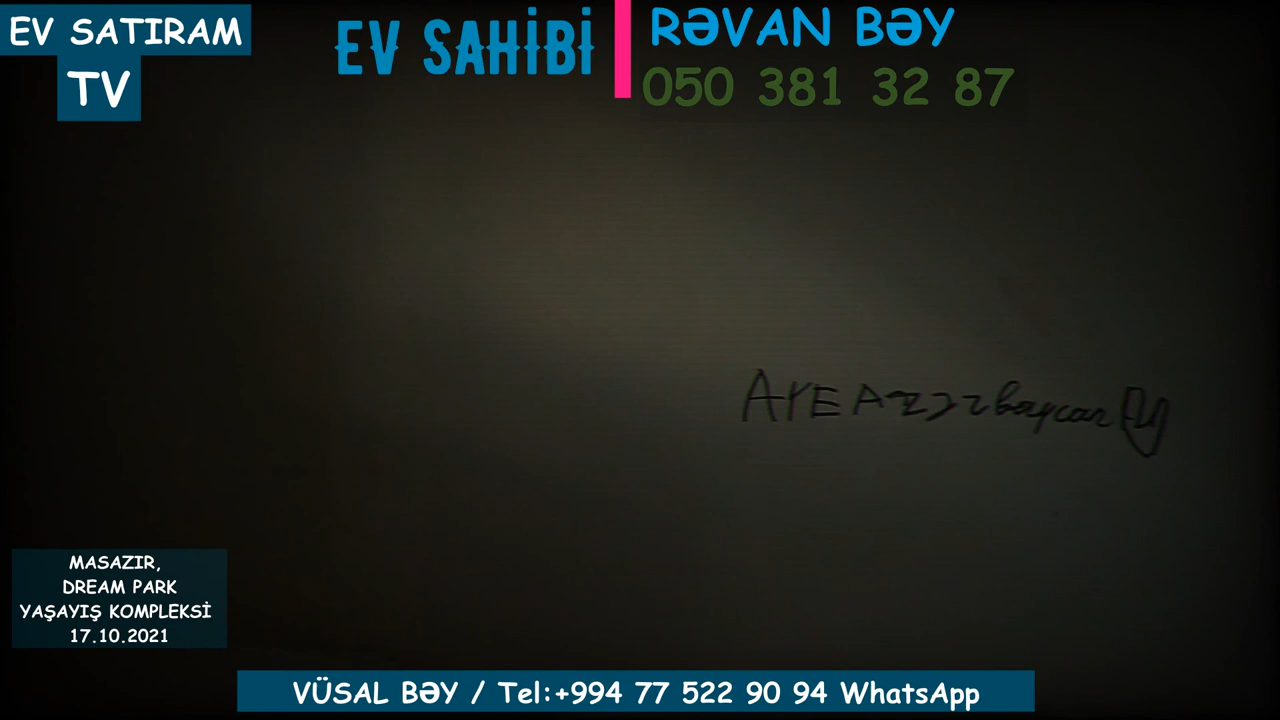 EV SATIRAM
TV
EV SAHİBİ
RƏVAN BƏY
050 381 32 87
Azərbaycan
MASAZIR,
DREAM PARK
YAŞAYIŞ KOMPLEKSİ
17.10.2021
VÜSAL BƏY / Tel:+994 77 522 90 94 WhatsApp